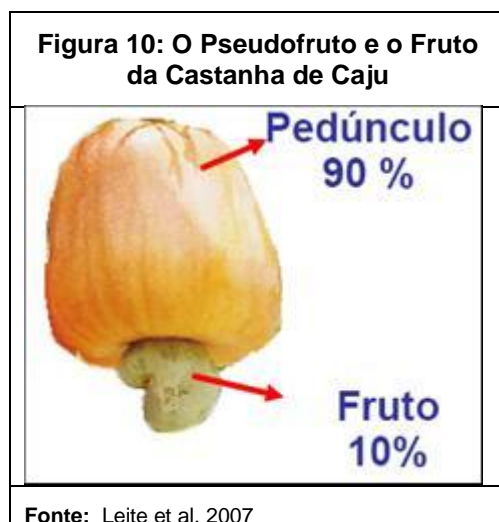 Figura 10: O Pseudofruto e o Fruto
da Castanha de Caju
Pedúnculo
90 %
Fruto
10%
Fonte: Leite et al. 2007